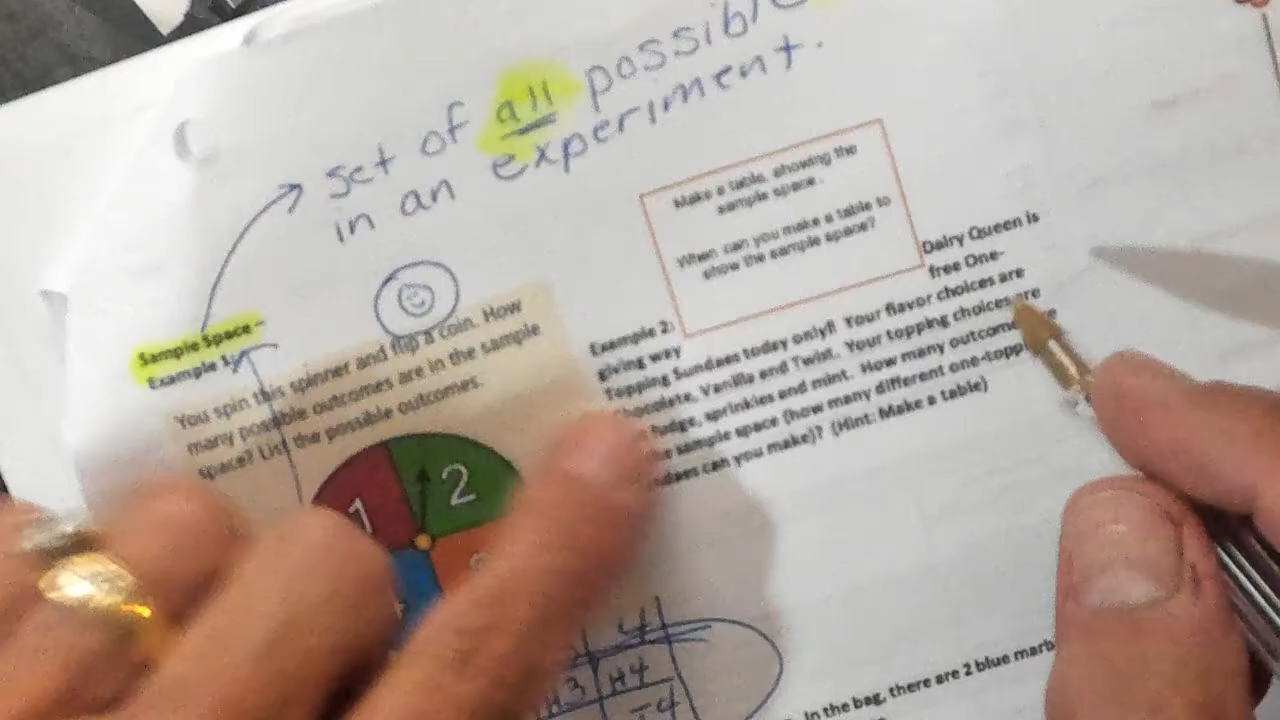 set of all possible
in an experiment.
Make a table, showing the
sample space.
When can you make a table to
show the sample space?
Sample Space –
Example 1:
You spin this spinner and flip a coin. How
many possible outcomes are in the sample
space? List the possible outcomes.
1
2
Example 2:
Dairy Queen is
giving way
free One-
Topping Sundaes today only!! Your flavor choices are
Chocolate, Vanilla and Twist. Your topping choices are
fudge, sprinkles and mint. How many outcomes
sample space (how many different one-topp
can you make)? (Hint: Make a table)
4
H3 H4
4
In the bag, there are 2 blue marb